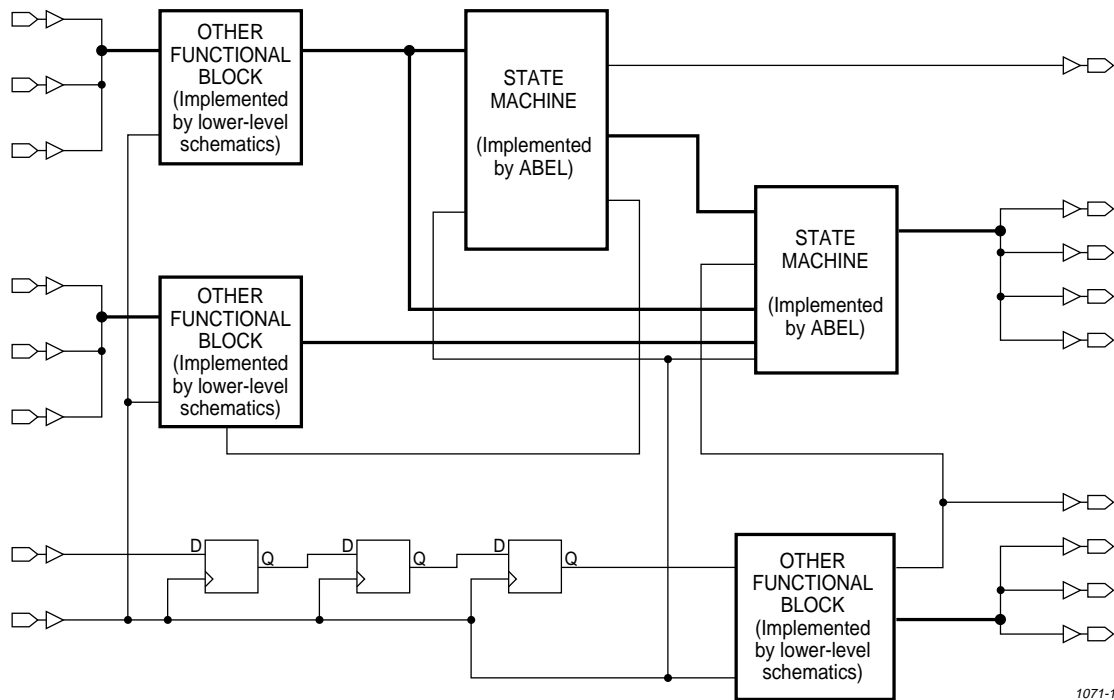 OTHER
FUNCTIONAL
BLOCK
(Implemented
by lower-level
schematics)
STATE
MACHINE
(Implemented
by ABEL)
STATE
MACHINE
(Implemented
by ABEL)
OTHER
FUNCTIONAL
BLOCK
(Implemented
by lower-level
schematics)
D
Q
D
Q
D
Q
OTHER
FUNCTIONAL
BLOCK
(Implemented
by lower-level
schematics)
1071-1